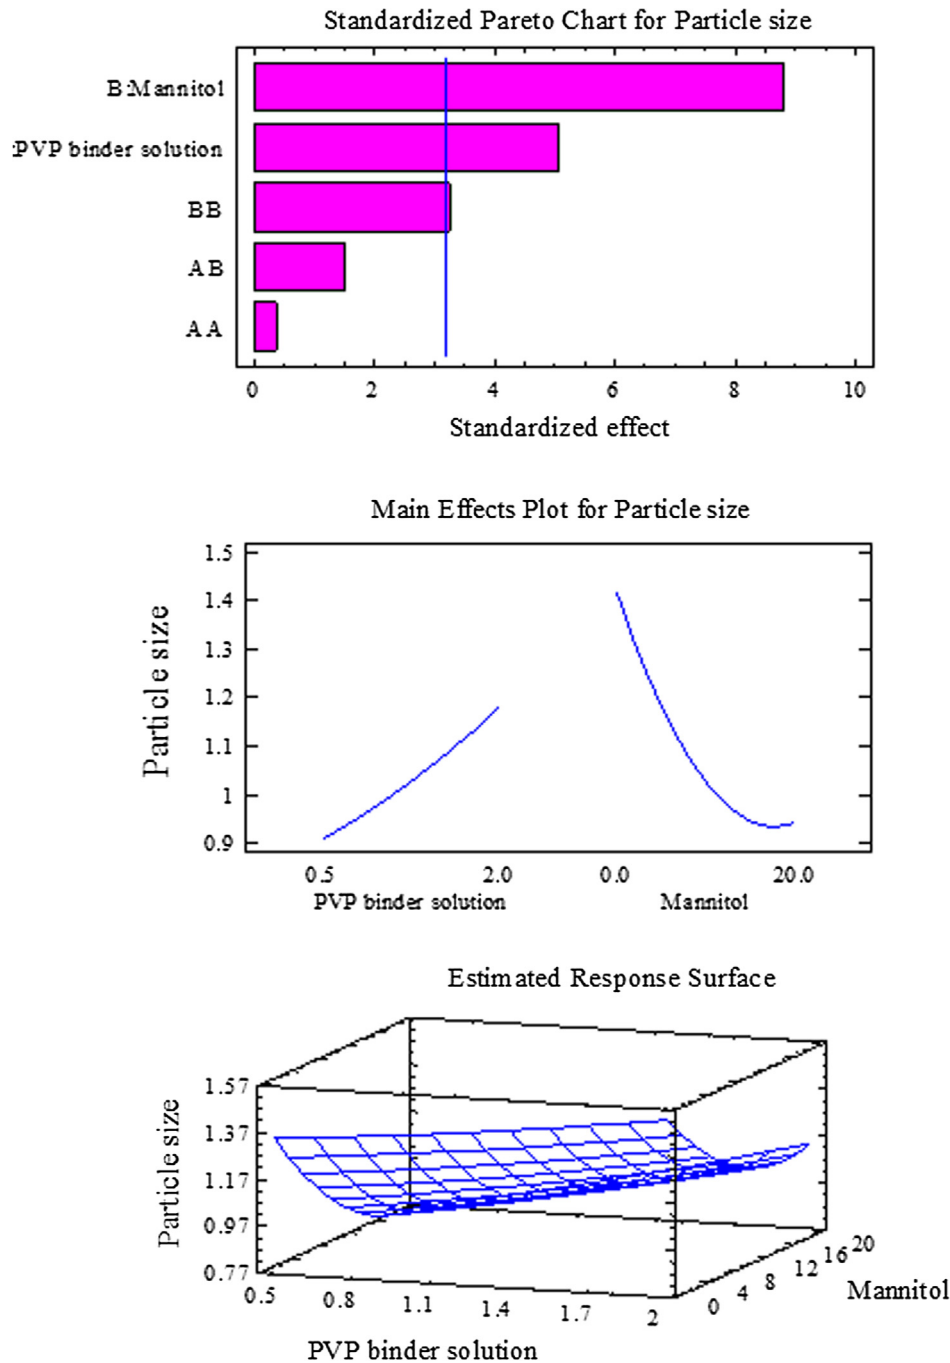 Standardized Pareto Chart for Particle size
B:Mannitol
:PVP binder solution
BB
AB
AA
0 2 4 6 8 10
Standardized effect
Main Effects Plot for Particle size
Particle size
1.5
1.4
1.3
1.2
1.1
1
0.9
0.5 2.0 0.0 20.0
PVP binder solution Mannitol
Estimated Response Surface
Particle size
1.57
1.37
1.17
0.97
0.77
0.5 0.8 1.1 1.4 1.7 2
PVP binder solution
0 4 8 12 16 20
Mannitol